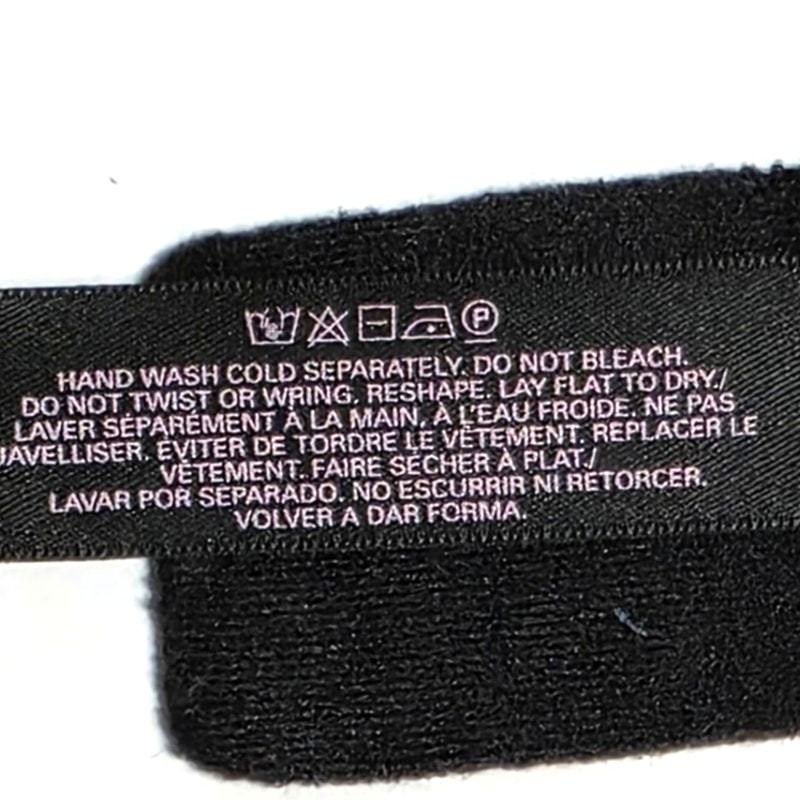 P
HAND WASH COLD SEPARATELY. DO NOT BLEACH.
DO NOT TWIST OR WRING. RESHAPE. LAY FLAT TO DRY./
LAVER SÉPARÉMENT À LA MAIN, À L'EAU FROIDE. NE PAS
JAVELLISER. ÉVITER DE TORDRE LE VÊTEMENT. REPLACER LE
VÊTEMENT. FAIRE SÉCHER À PLAT./
LAVAR POR SEPARADO. NO ESCURRIR NI RETORCER.
VOLVER A DAR FORMA.